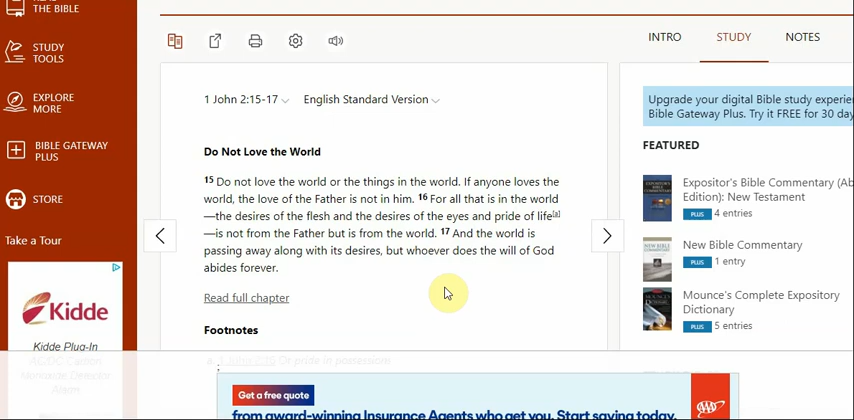 THE BIBLE
STUDY
TOOLS
EXPLORE
MORE
BIBLE GATEWAY
PLUS
STORE
Take a Tour
Kidde
Kidde Plug-In
INTRO
STUDY
NOTES
1 John 2:15-17
English Standard Version
Do Not Love the World
15 Do not love the world or the things in the world. If anyone loves the
world, the love of the Father is not in him. 16 For all that is in the world
—the desires of the flesh and the desires of the eyes and pride of life[a]
—is not from the Father but is from the world. 17 And the world is
passing away along with its desires, but whoever does the will of God
abides forever.
Read full chapter
Footnotes
Or pride in possessions
Upgrade your digital Bible study experie
Bible Gateway Plus. Try it FREE for 30 day
FEATURED
Expositor's Bible Commentary (Ab
Edition): New Testament
PLUS 4 entries
New Bible Commentary
PLUS 1 entry
Mounce's Complete Expository
Dictionary
PLUS 5 entries
Get a free quote
from award-winning Insurance Agents who get you. Start saving today.